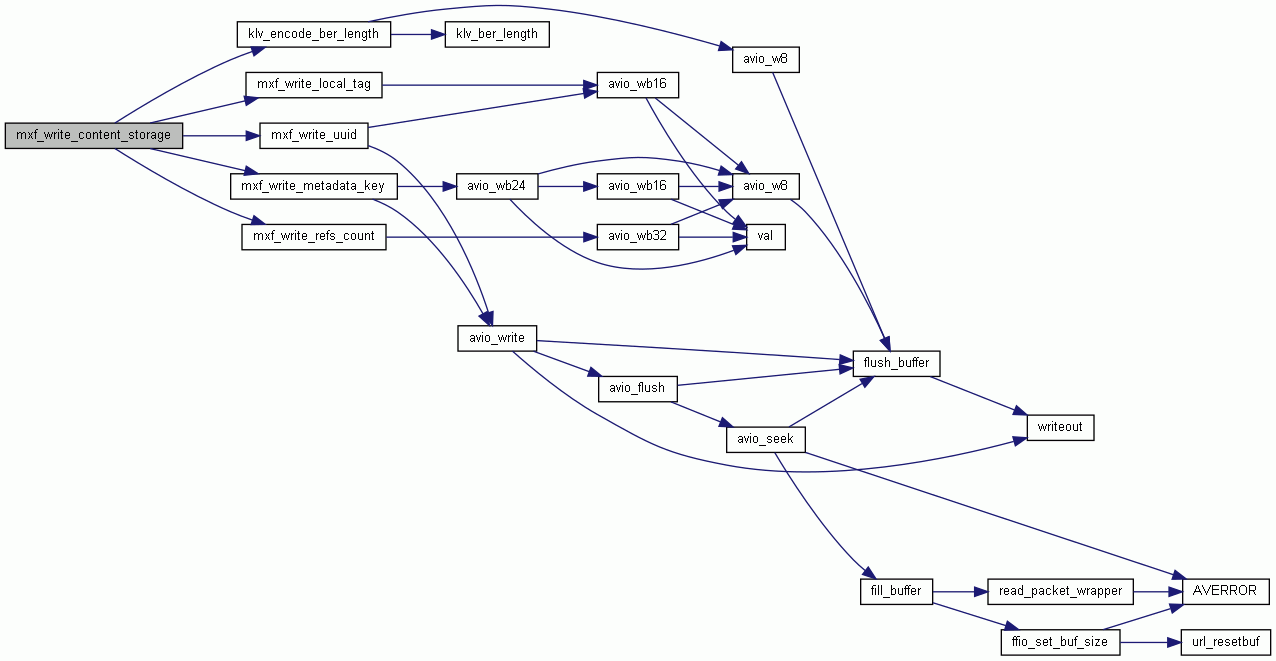 klv_encode_ber_length
klv_ber_length
avio_w8
mxf_write_local_tag
avio_wb16
mxf_write_content_storage
mxf_write_uuid
mxf_write_metadata_key
avio_wb24
avio_wb16
avio_w8
mxf_write_refs_count
avio_wb32
val
avio_write
flush_buffer
avio_flush
writeout
avio_seek
fill_buffer
read_packet_wrapper
AVERROR
ffio_set_buf_size
url_resetbuf